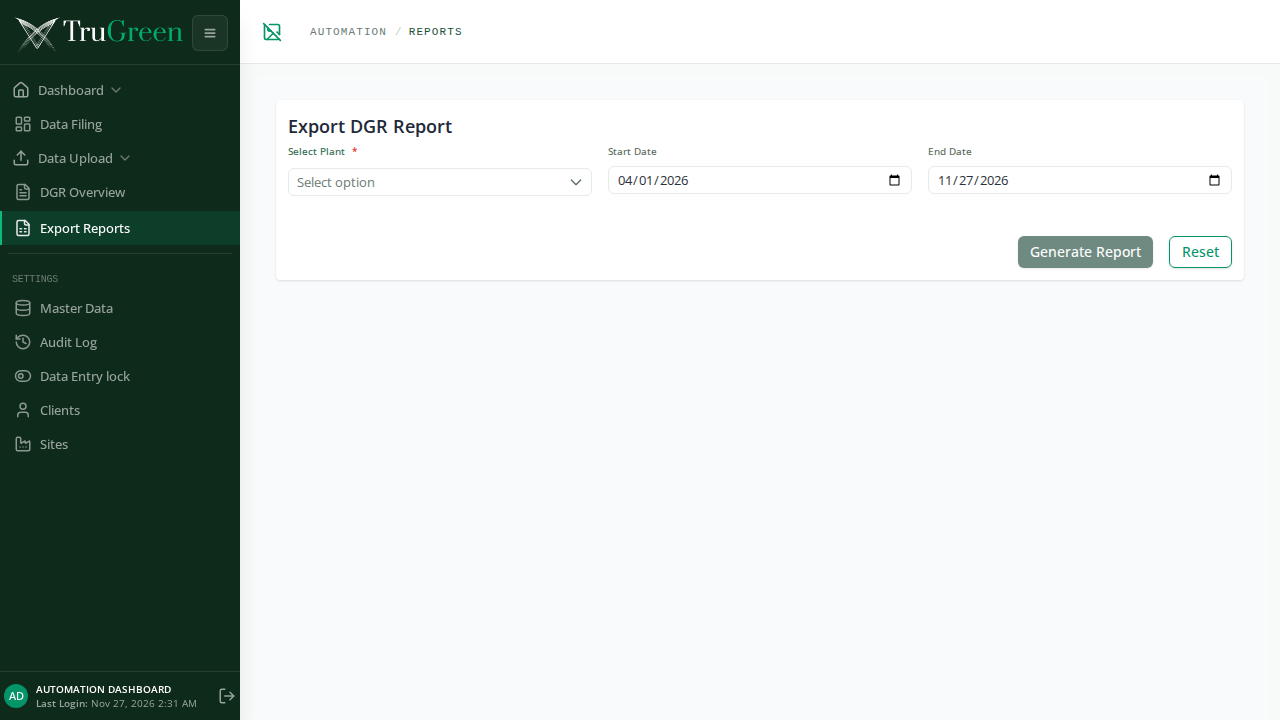 TruGreen
AUTOMATION / REPORTS
Dashboard
Data Filing
Data Upload
DGR Overview
Export Reports
SETTINGS
Master Data
Audit Log
Data Entry lock
Clients
Sites
AD
AUTOMATION DASHBOARD
Last Login: Nov 27, 2026 2:31 AM
Export DGR Report
Select Plant *
Start Date
End Date
Select option
04/01/2026
11/27/2026
Generate Report
Reset